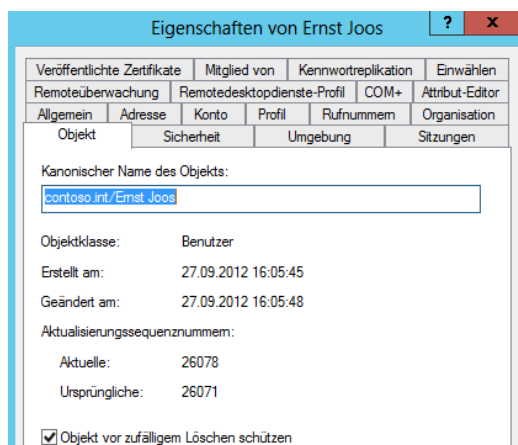 Eigenschaften von Ernst Joos ? x
Veröffentlichte Zertifikate Mitglied von Kennwortreplikation Einwählen
Remoteüberwachung Remotedesktopdienste-Profil COM+ Attribut-Editor
Allgemein Adresse Konto Profil Rufnummern Organisation
Objekt Sicherheit Umgebung Sitzungen
Kanonischer Name des Objekts:
contoso.int/Ernst Joos
Objektklasse: Benutzer
Erstellt am: 27.09.2012 16:05:45
Geändert am: 27.09.2012 16:05:48
Aktualisierungssequenznummern:
Aktuelle: 26078
Ursprüngliche: 26071
Objekt vor zufälligem Löschen schützen